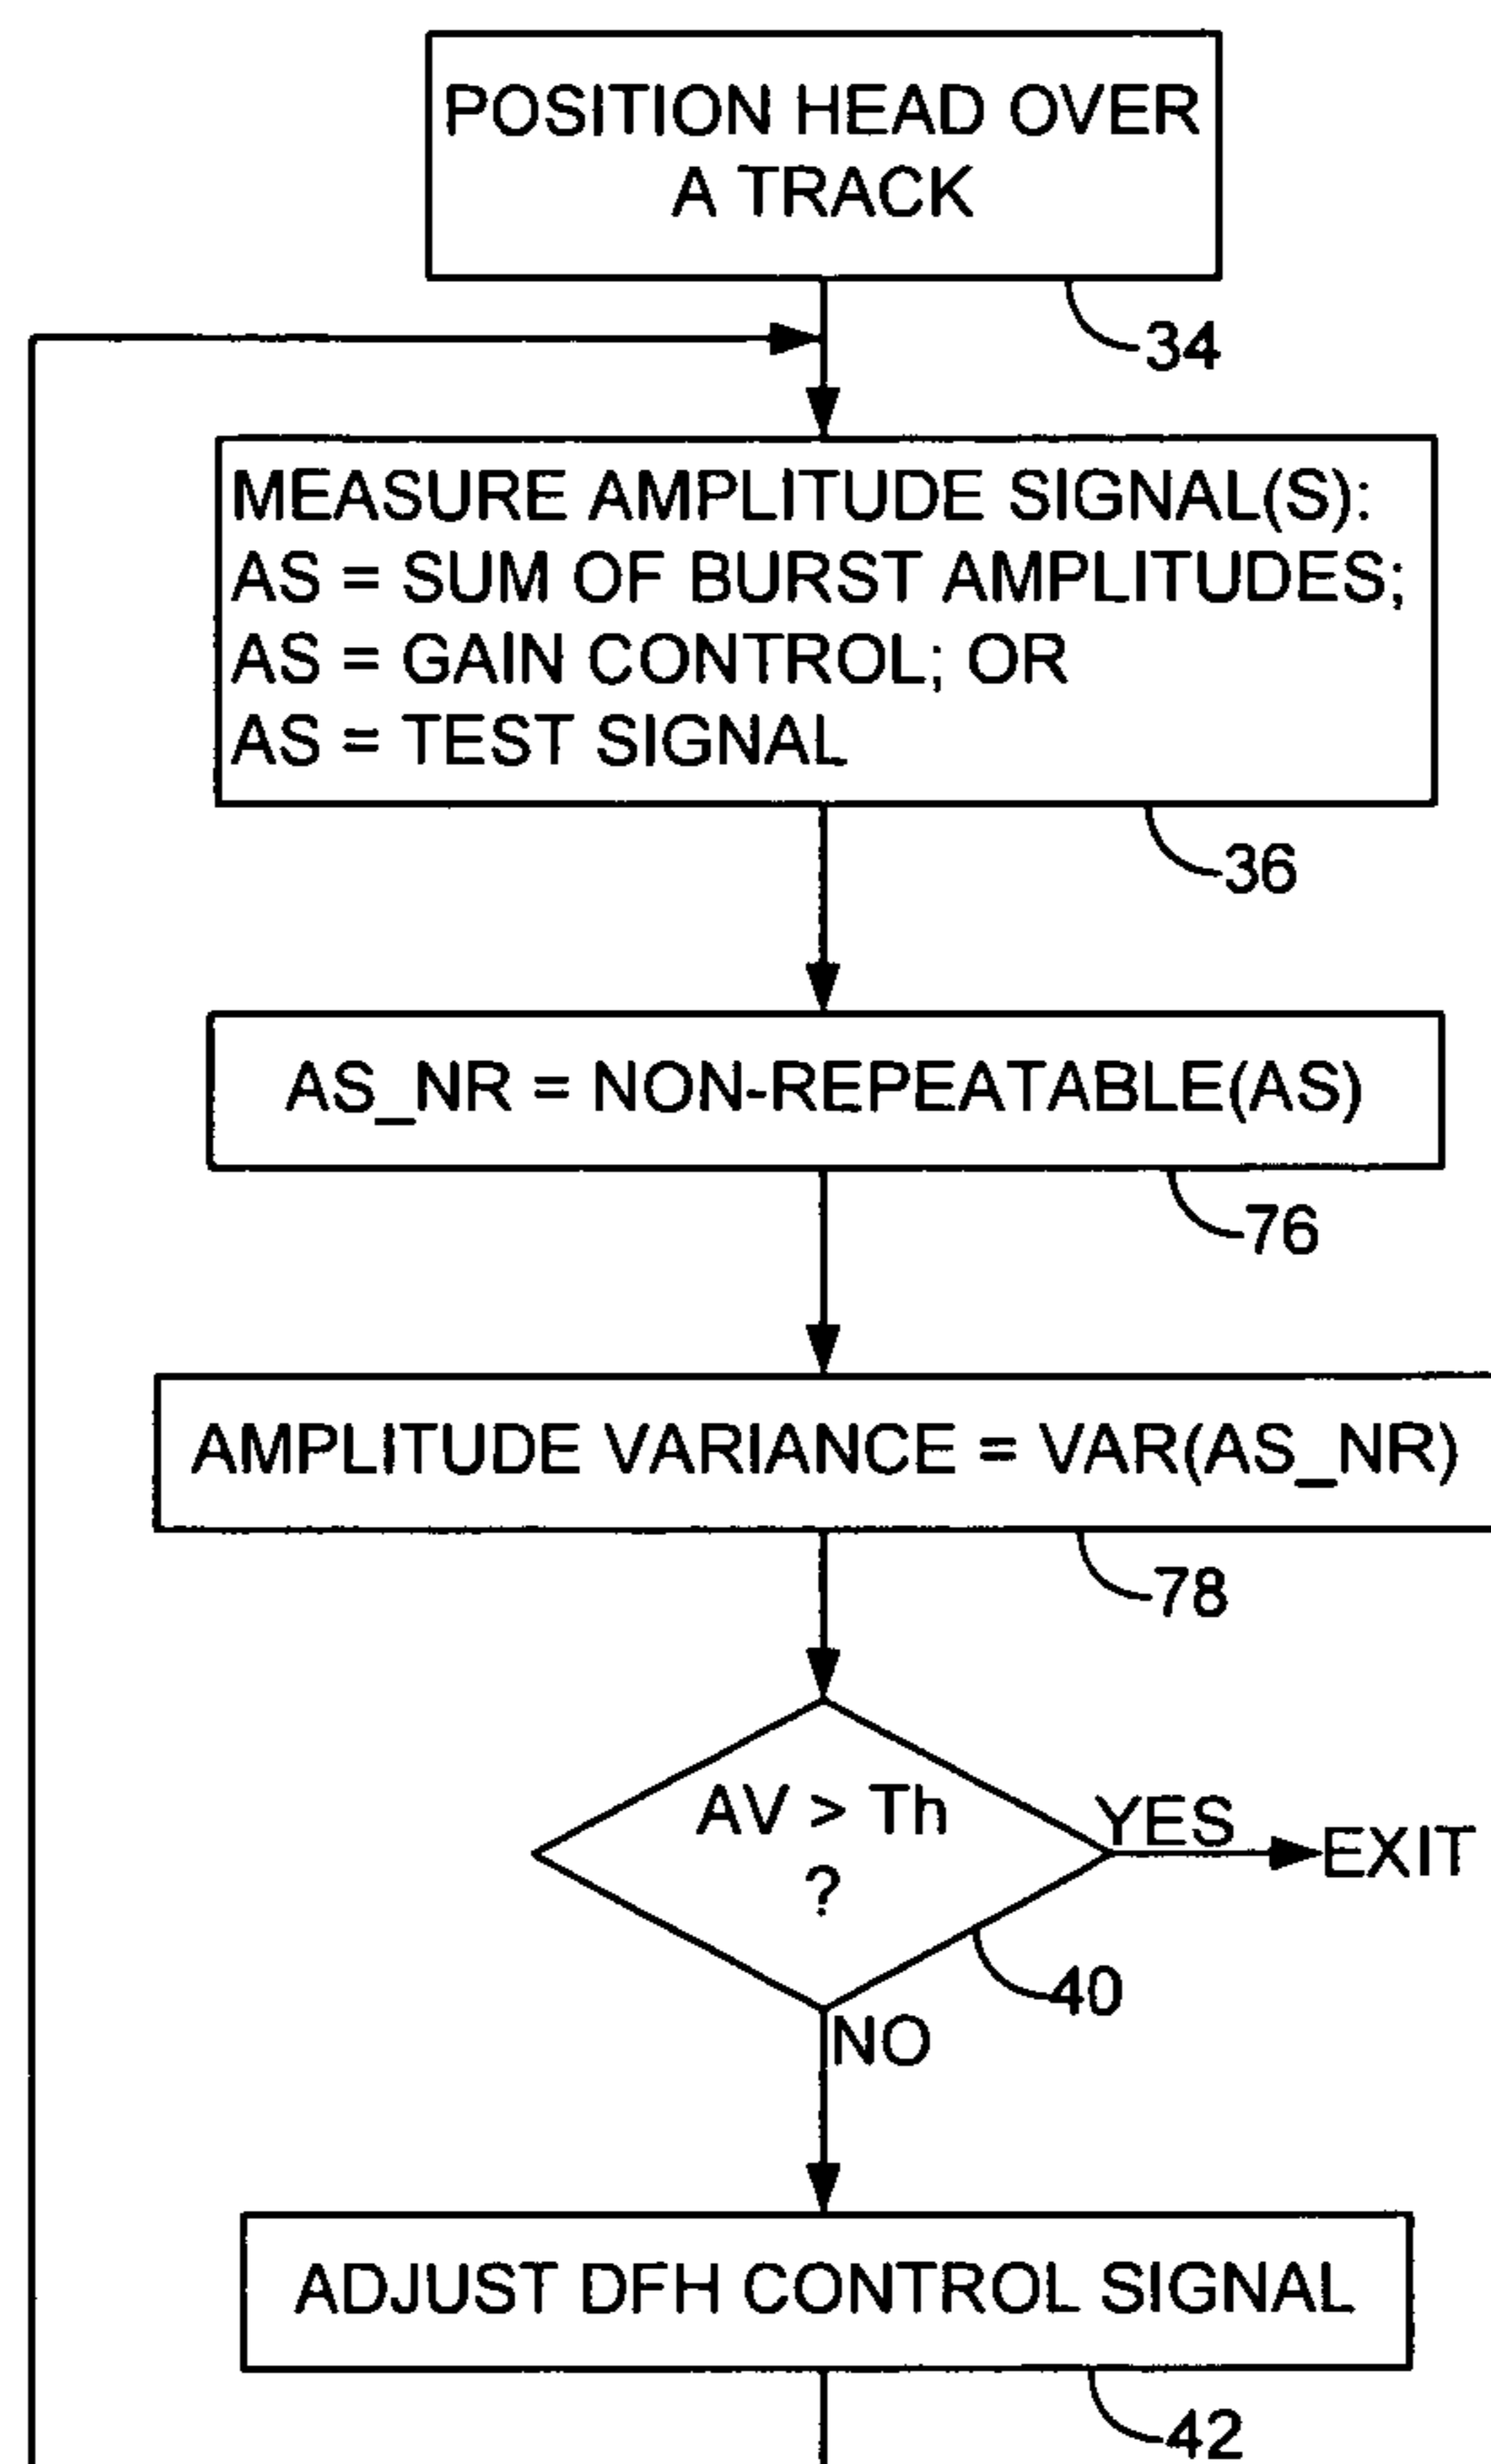 POSITION HEAD OVER
A TRACK
34
MEASURE AMPLITUDE SIGNAL(S):
AS = SUM OF BURST AMPLITUDES;
AS = GAIN CONTROL; OR
AS = TEST SIGNAL
36
AS_NR = NON-REPEATABLE(AS)
76
AMPLITUDE VARIANCE = VAR(AS_NR)
78
AV > Th
?
YES
EXIT
40
NO
ADJUST DFH CONTROL SIGNAL
42